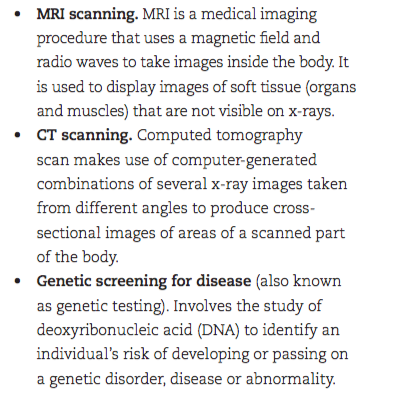 • MRI scanning. MRI is a medical imaging
procedure that uses a magnetic field and
radio waves to take images inside the body. It
is used to display images of soft tissue (organs
and muscles) that are not visible on x-rays.
• CT scanning. Computed tomography
scan makes use of computer-generated
combinations of several x-ray images taken
from different angles to produce cross-
sectional images of areas of a scanned part
of the body.
• Genetic screening for disease (also known
as genetic testing). Involves the study of
deoxyribonucleic acid (DNA) to identify an
individual’s risk of developing or passing on
a genetic disorder, disease or abnormality.